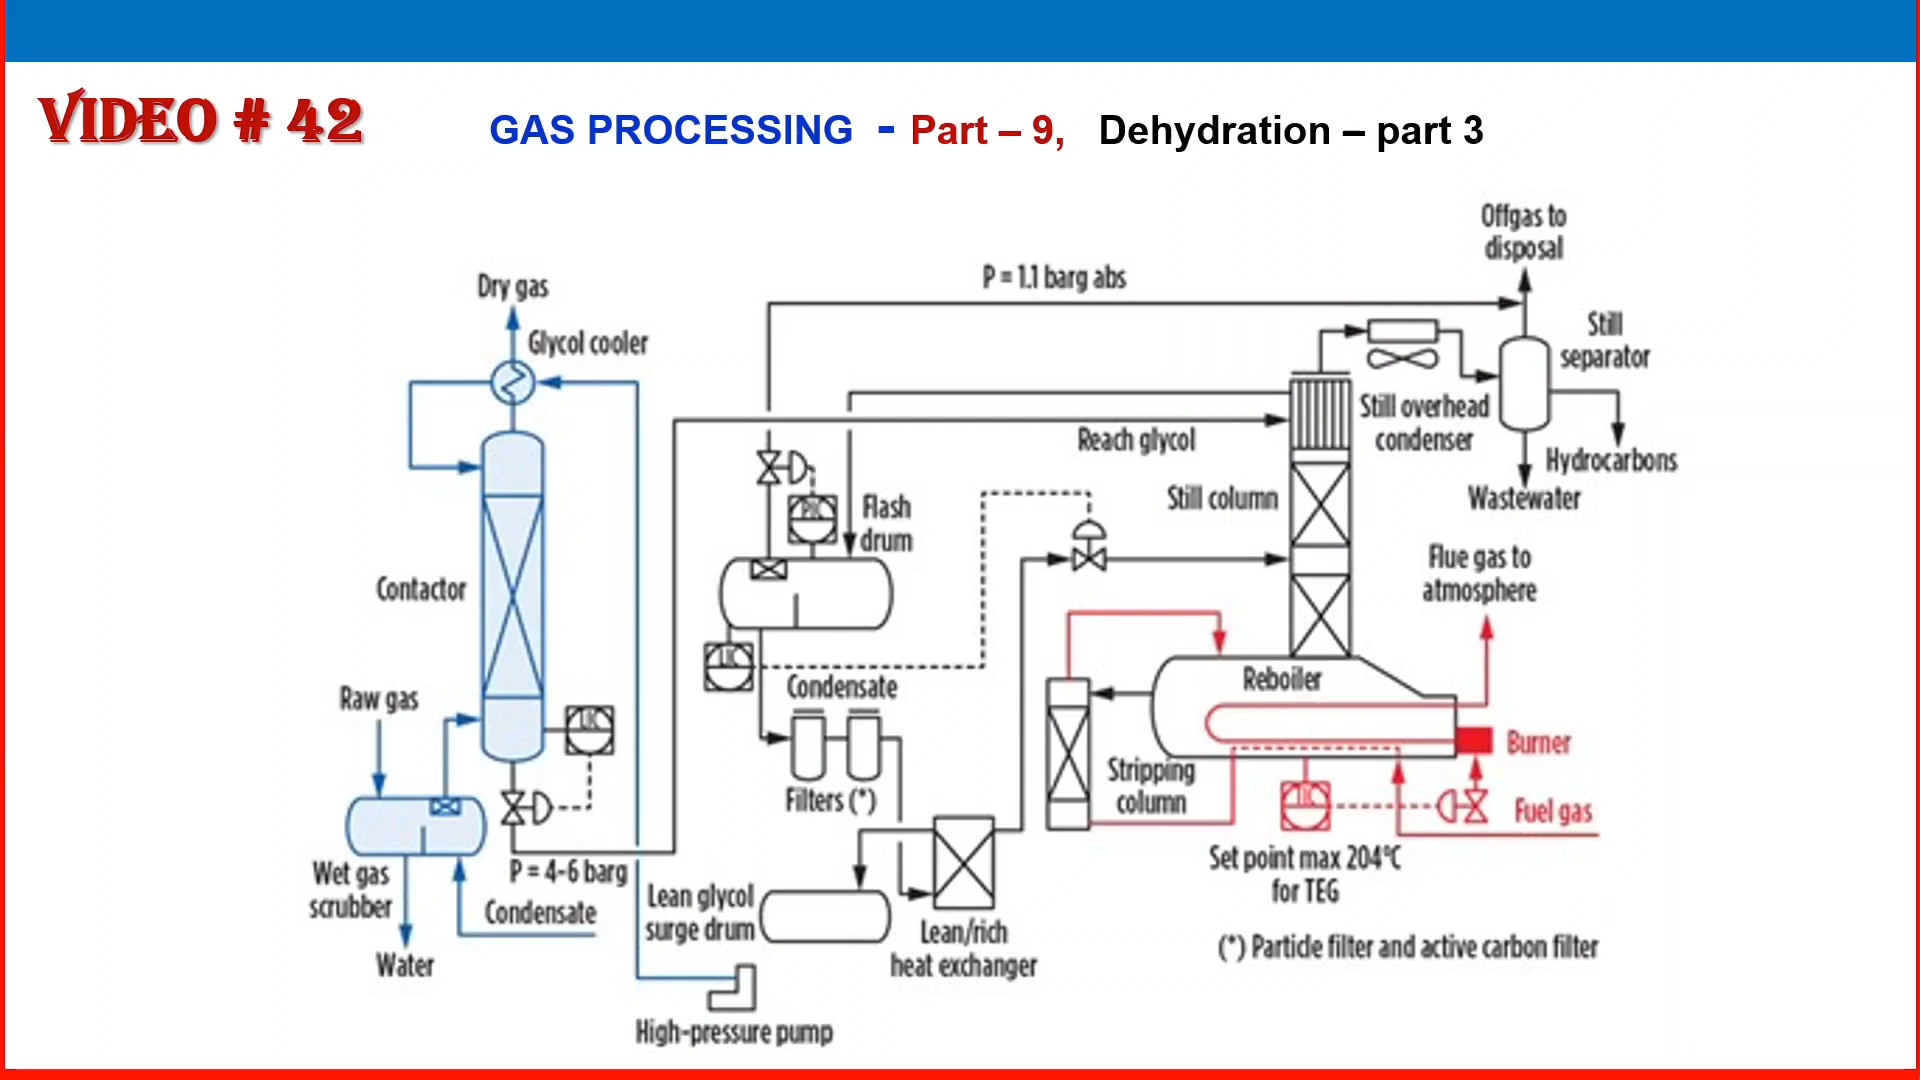 VIDEO # 42
GAS PROCESSING - Part – 9, Dehydration – part 3
Offgas to
disposal
P = 1.1 barg abs
Dry gas
Glycol cooler
Still
separator
Still overhead
condenser
Reach glycol
Hydrocarbons
Wastewater
Still column
PIC
Flash
drum
Flue gas to
atmosphere
Contactor
LIC
Condensate
Reboiler
Raw gas
LIC
Burner
Stripping
column
Filters (*)
Fuel gas
Set point max 204°C
for TEG
P = 4-6 barg
Wet gas
scrubber
Condensate
Lean glycol
surge drum
Lean/rich
heat exchanger
(*) Particle filter and active carbon filter
Water
High-pressure pump